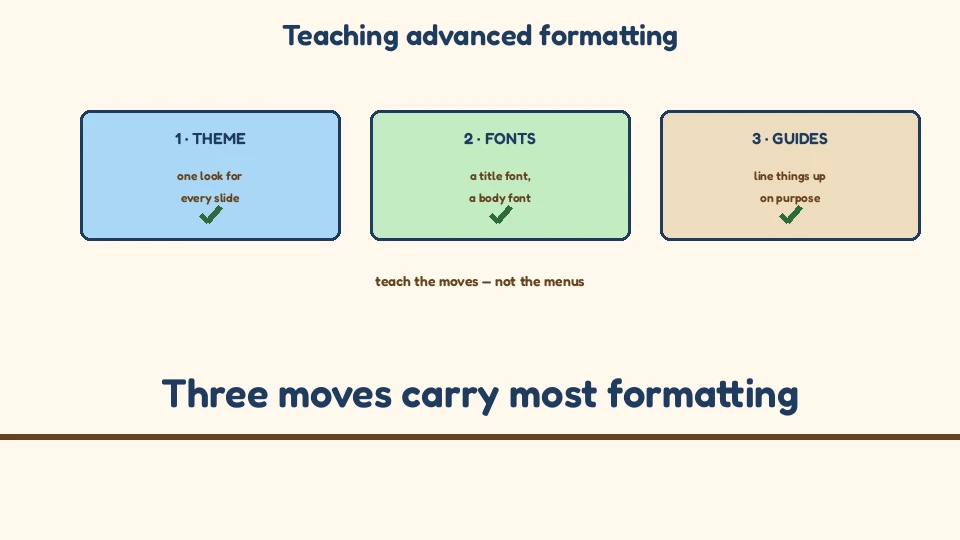 Teaching advanced formatting
1 · THEME
one look for
every slide
2 · FONTS
a title font,
a body font
3 · GUIDES
line things up
on purpose
teach the moves — not the menus
Three moves carry most formatting